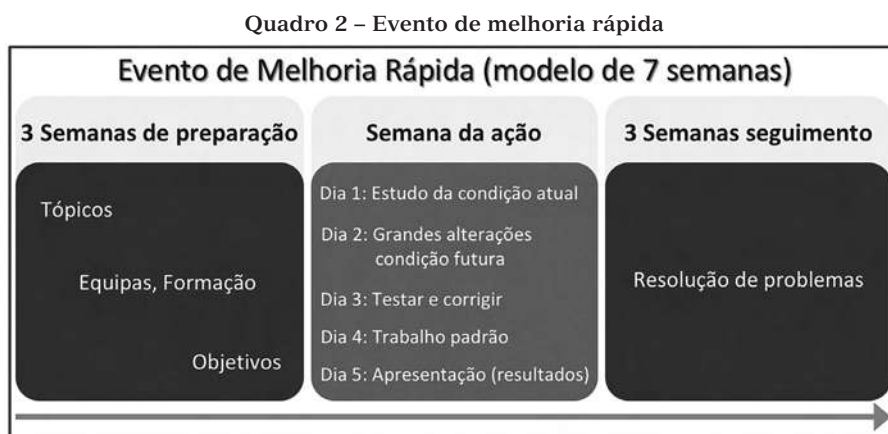 Quadro 2 – Evento de melhoria rápida
Evento de Melhoria Rápida (modelo de 7 semanas)
3 Semanas de preparação
Tópicos
Equipas, Formação
Objetivos
Semana da ação
Dia 1: Estudo da condição atual
Dia 2: Grandes alterações
condição futura
Dia 3: Testar e corrigir
Dia 4: Trabalho padrão
Dia 5: Apresentação (resultados)
3 Semanas seguimento
Resolução de problemas